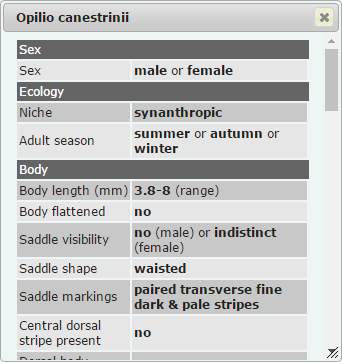 Opilio canestrinii
Sex
Sex male or female
Ecology
Niche synanthropic
Adult season summer or autumn or
winter
Body
Body length (mm) 3.8-8 (range)
Body flattened no
Saddle visibility no (male) or indistinct
(female)
Saddle shape waisted
Saddle markings paired transverse fine
dark & pale stripes
Central dorsal
stripe present no
Dorsal body